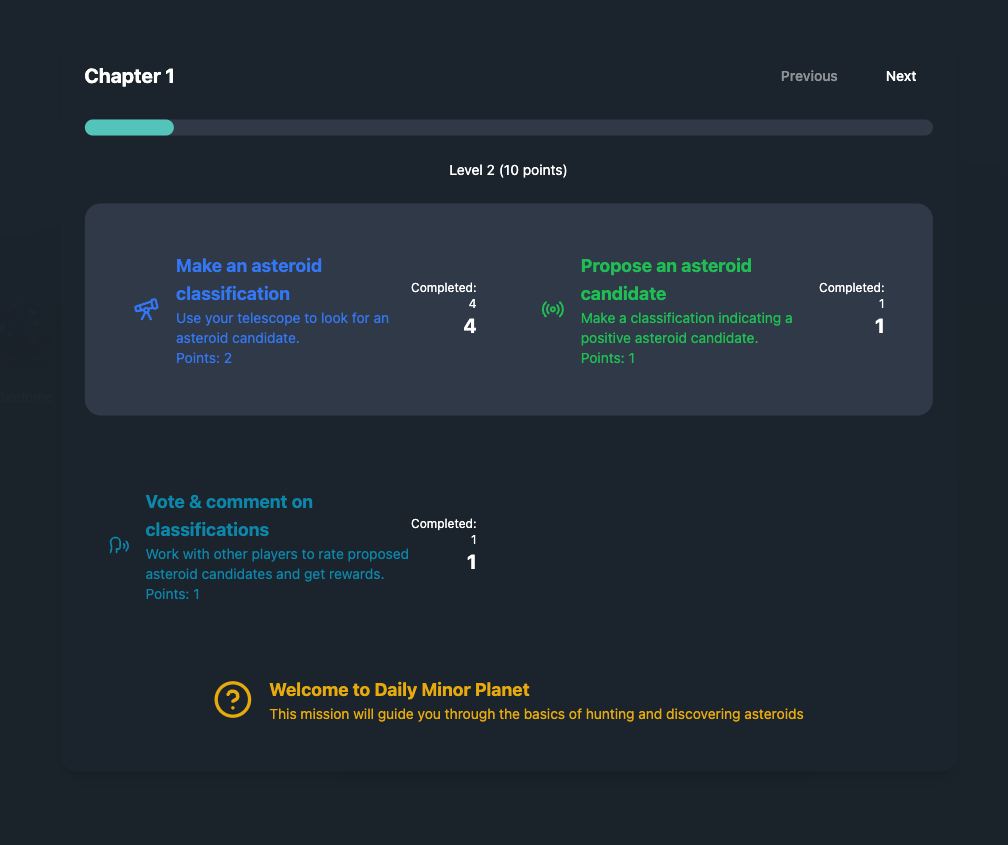 Chapter 1
Previous
Next
Level 2 (10 points)
Make an asteroid
classification
Use your telescope to look for an
asteroid candidate.
Points: 2
Completed:
4
4
Propose an asteroid
candidate
Make a classification indicating a
positive asteroid candidate.
Points: 1
Completed:
1
1
Vote & comment on
classifications
Work with other players to rate proposed
asteroid candidates and get rewards.
Points: 1
Completed:
1
1
Welcome to Daily Minor Planet
This mission will guide you through the basics of hunting and discovering asteroids